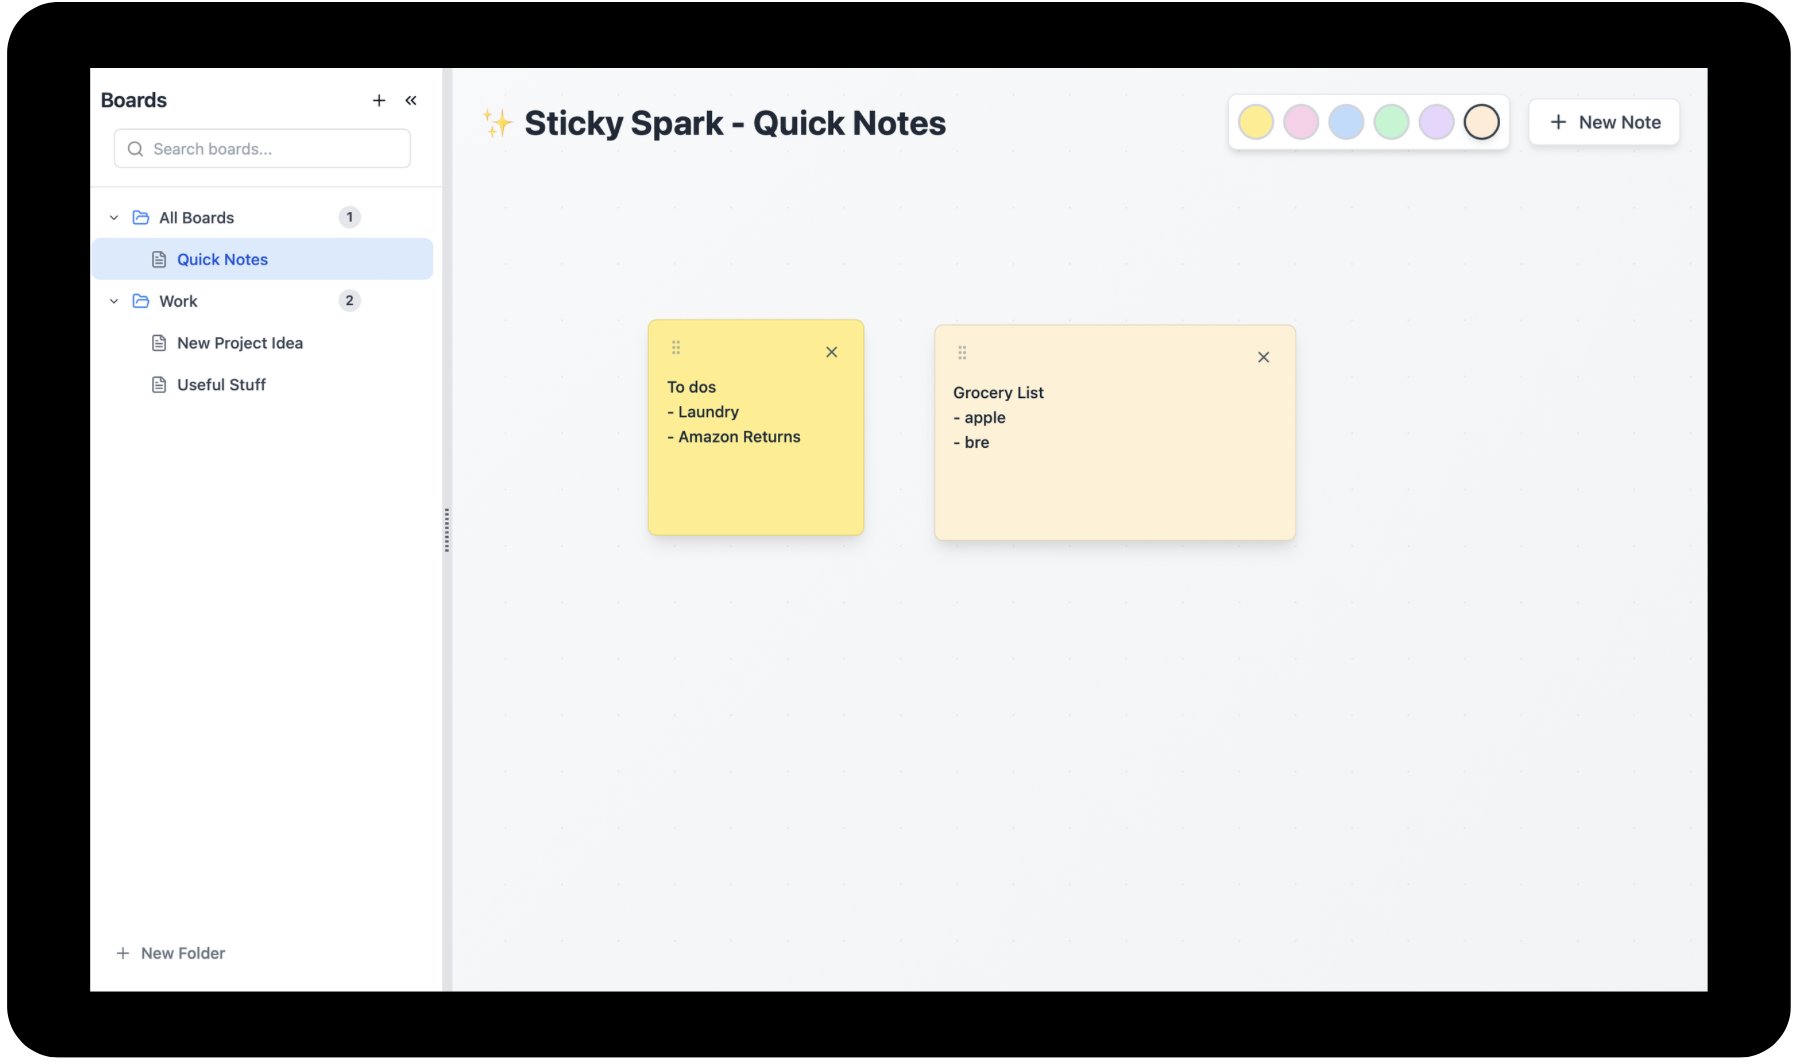 Boards
Search boards...
All Boards 1
Quick Notes
Work 2
New Project Idea
Useful Stuff
New Folder
✨ Sticky Spark - Quick Notes
New Note
To dos
- Laundry
- Amazon Returns
Grocery List
- apple
- bre